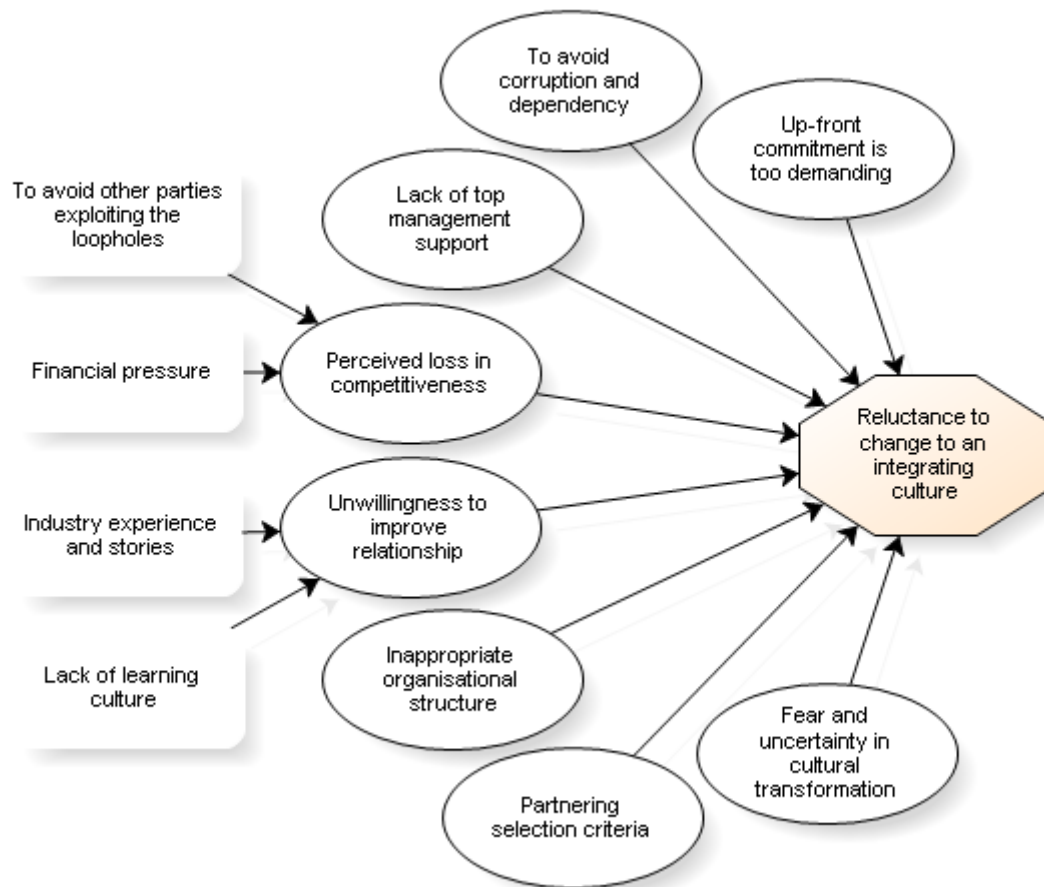 To avoid
corruption and
dependency
Up-front
commitment is
too demanding
Lack of top
management
support
To avoid other parties
exploiting the
loopholes
Perceived loss in
competitiveness
Financial pressure
Reluctance to
change to an
integrating
culture
Unwillingness to
improve
relationship
Industry experience
and stories
Inappropriate
organisational
structure
Lack of learning
culture
Fear and
uncertainty in
cultural
transformation
Partnering
selection criteria